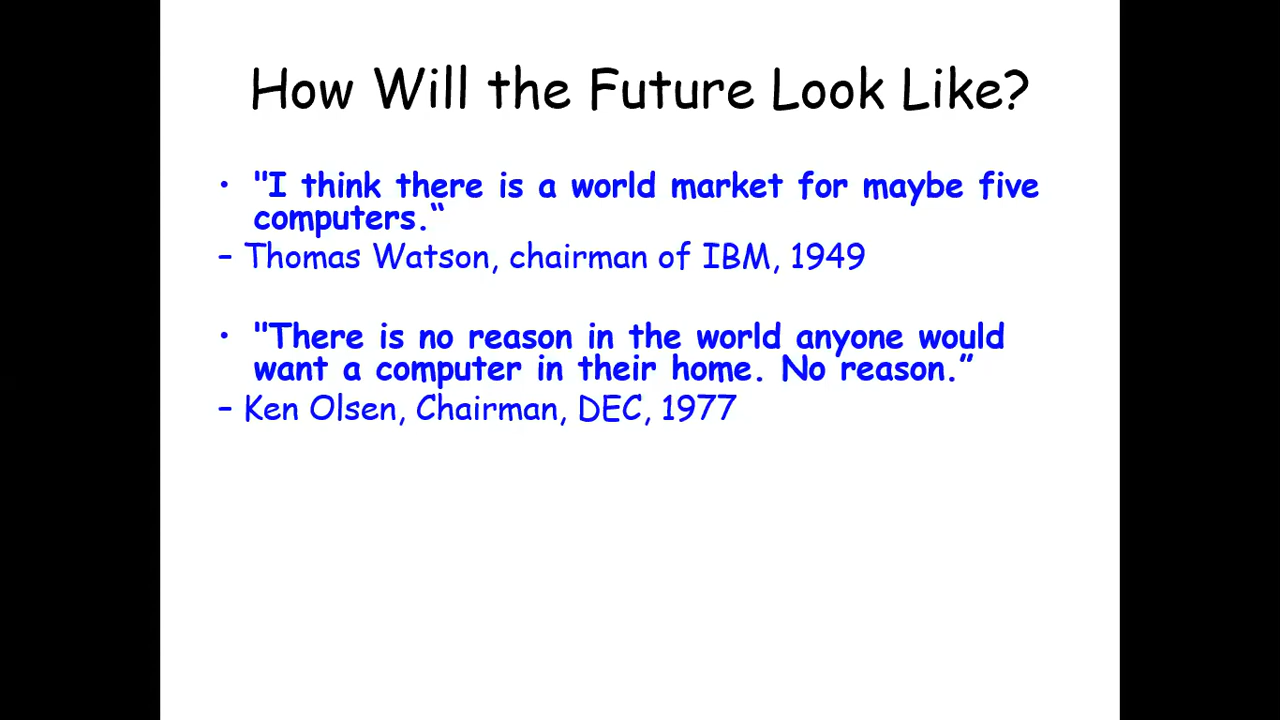 How Will the Future Look Like?
• "I think there is a world market for maybe five
computers.“
– Thomas Watson, chairman of IBM, 1949
• "There is no reason in the world anyone would
want a computer in their home. No reason.”
– Ken Olsen, Chairman, DEC, 1977